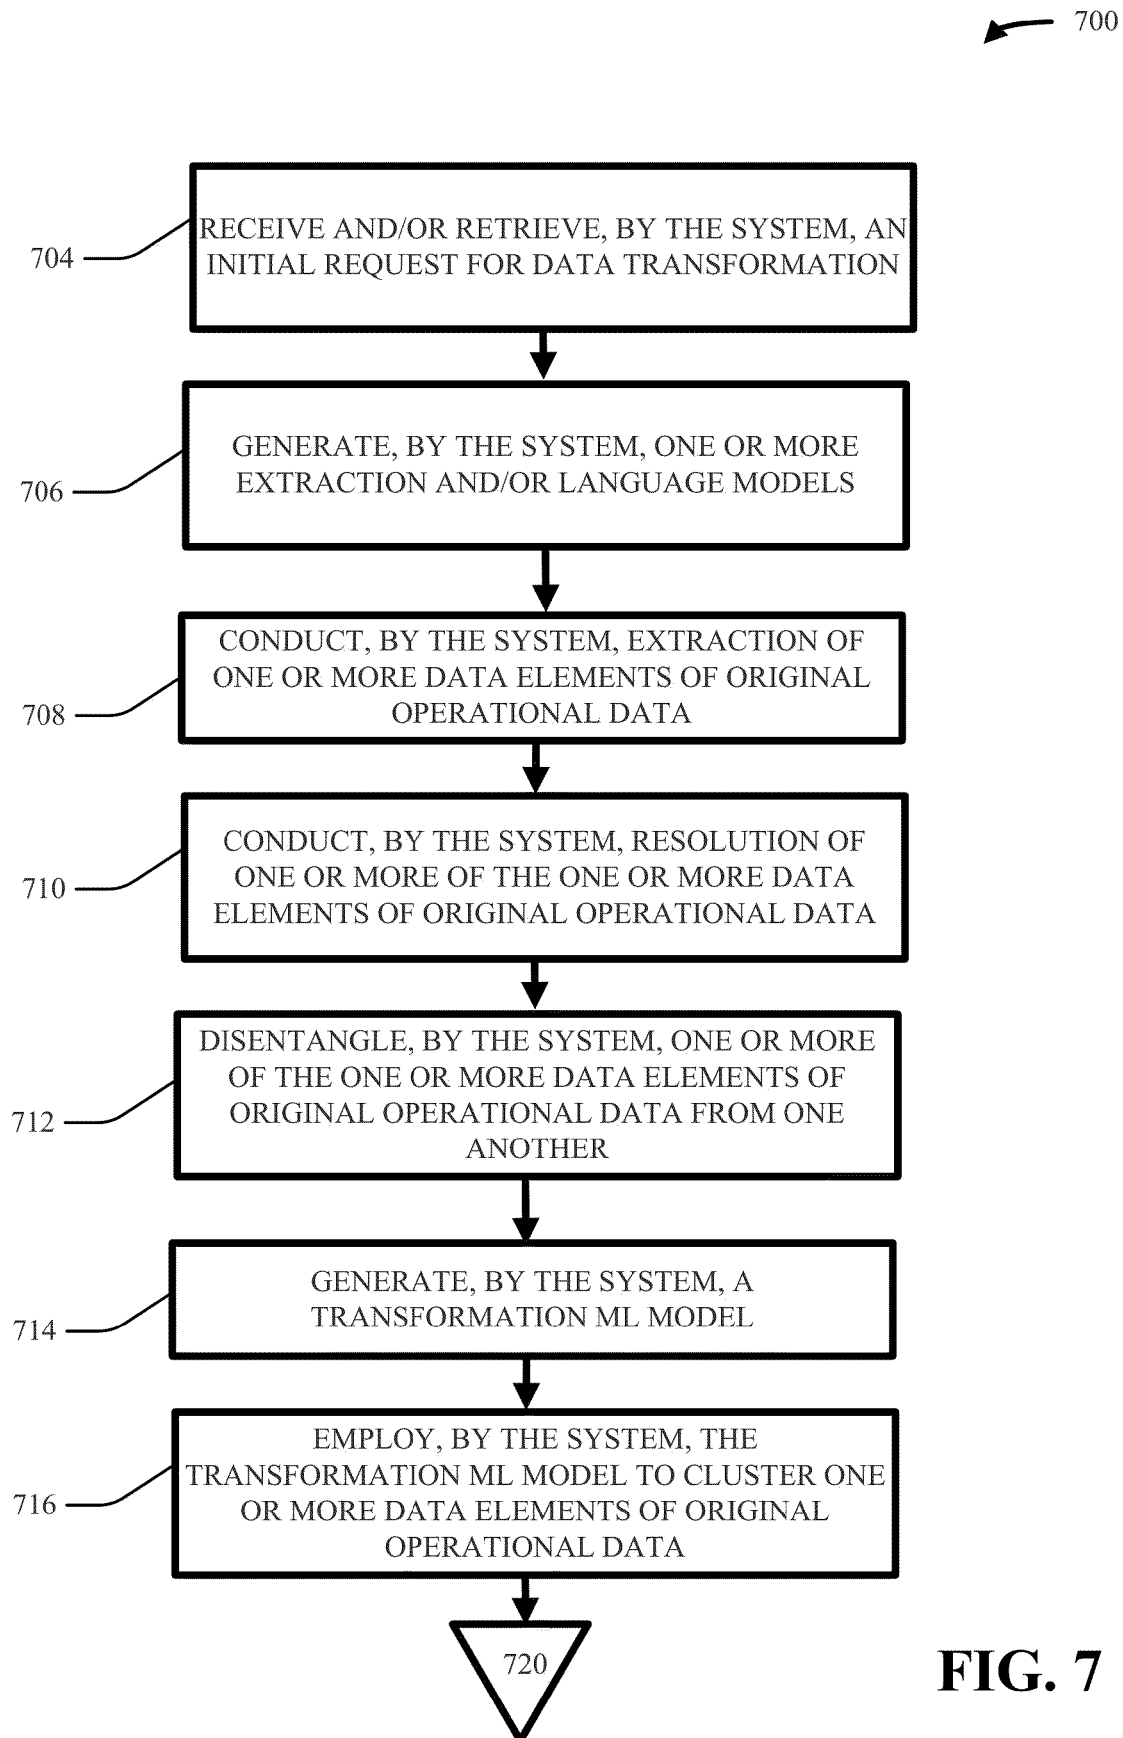 700
704
RECEIVE AND/OR RETRIEVE, BY THE SYSTEM, AN
INITIAL REQUEST FOR DATA TRANSFORMATION
706
GENERATE, BY THE SYSTEM, ONE OR MORE
EXTRACTION AND/OR LANGUAGE MODELS
708
CONDUCT, BY THE SYSTEM, EXTRACTION OF
ONE OR MORE DATA ELEMENTS OF ORIGINAL
OPERATIONAL DATA
710
CONDUCT, BY THE SYSTEM, RESOLUTION OF
ONE OR MORE OF THE ONE OR MORE DATA
ELEMENTS OF ORIGINAL OPERATIONAL DATA
712
DISENTANGLE, BY THE SYSTEM, ONE OR MORE
OF THE ONE OR MORE DATA ELEMENTS OF
ORIGINAL OPERATIONAL DATA FROM ONE
ANOTHER
714
GENERATE, BY THE SYSTEM, A
TRANSFORMATION ML MODEL
716
EMPLOY, BY THE SYSTEM, THE
TRANSFORMATION ML MODEL TO CLUSTER ONE
OR MORE DATA ELEMENTS OF ORIGINAL
OPERATIONAL DATA
720
FIG. 7